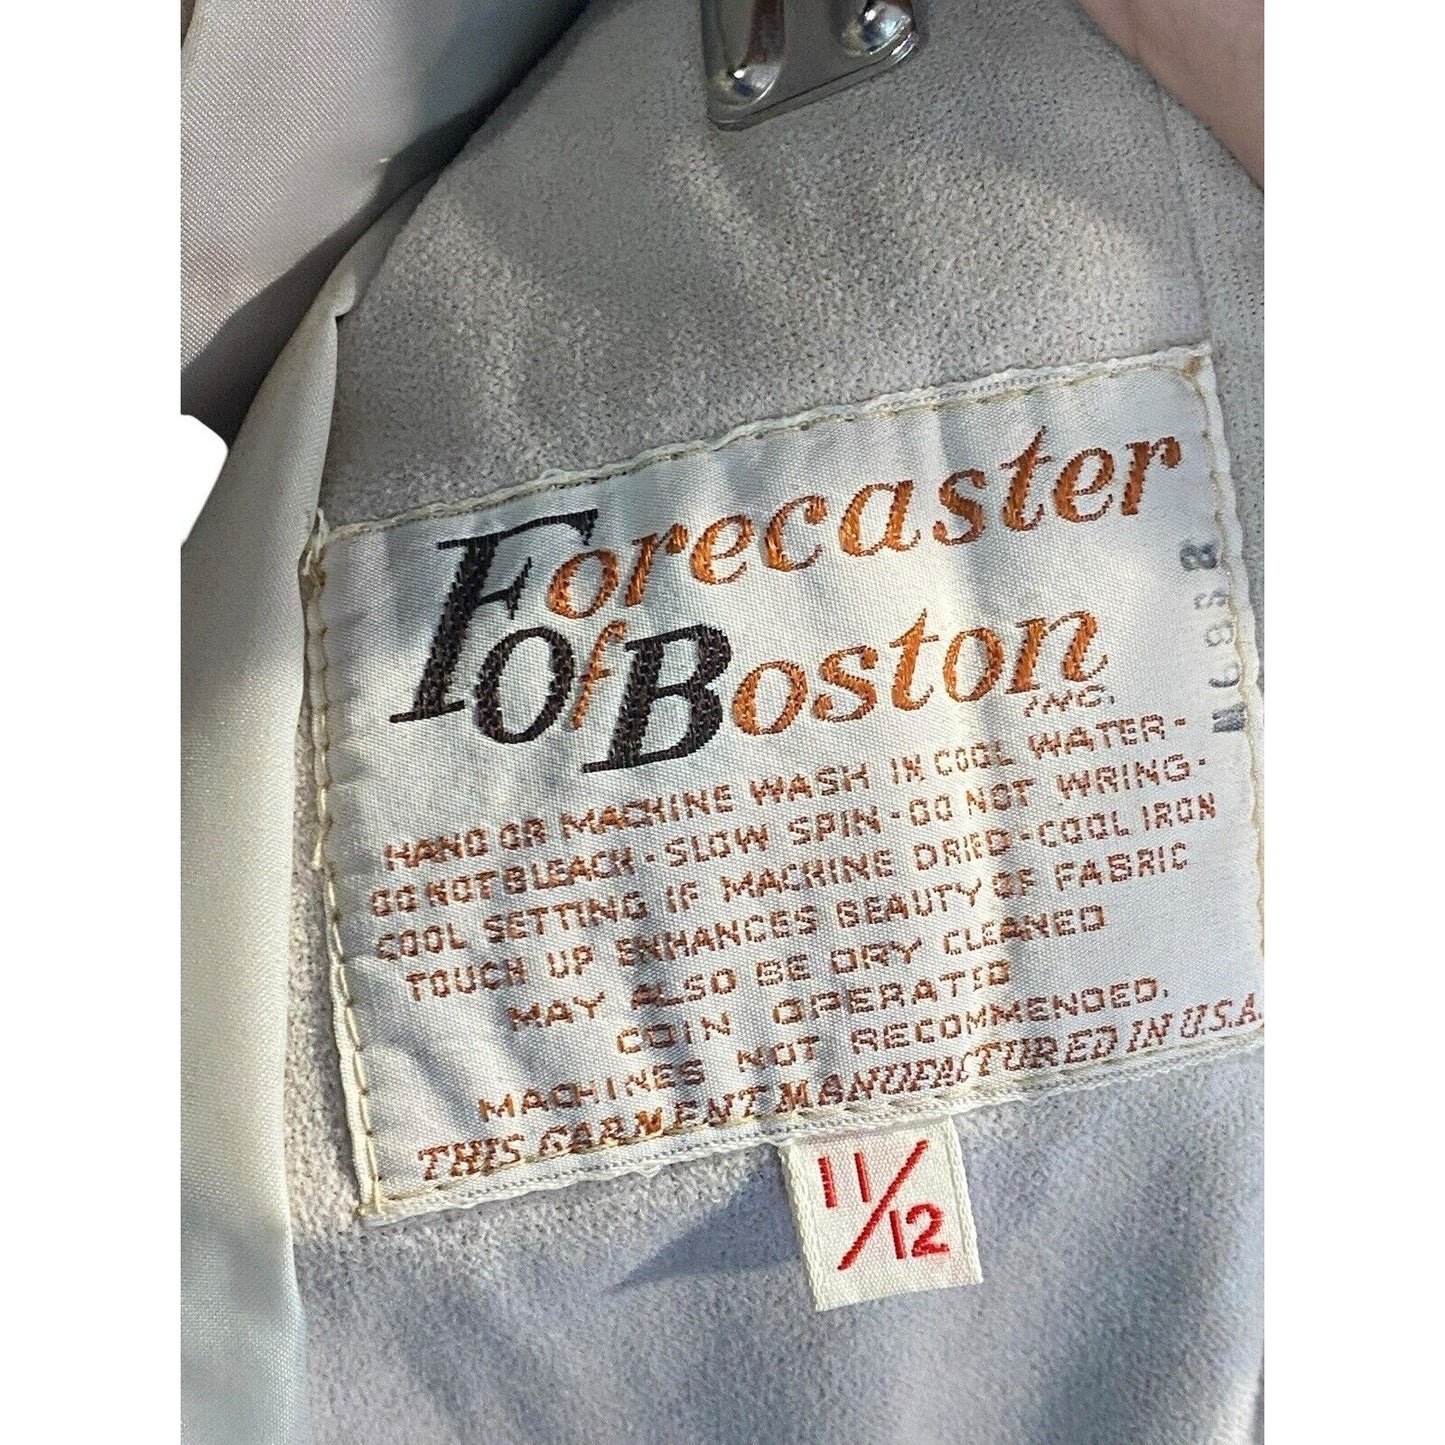 Forecaster
Of Boston
INC.
HAND OR MACHINE WASH IN COOL WATER-
DO NOT BLEACH-SLOW SPIN-DO NOT WRING-
COOL SETTING IF MACHINE DRIED-COOL IRON
TOUCH UP ENHANCES BEAUTY OF FABRIC
MAY ALSO BE DRY CLEANED
COIN OPERATED
MACHINES NOT RECOMMENDED.
THIS GARMENT MANUFACTURED IN U.S.A.
11/12